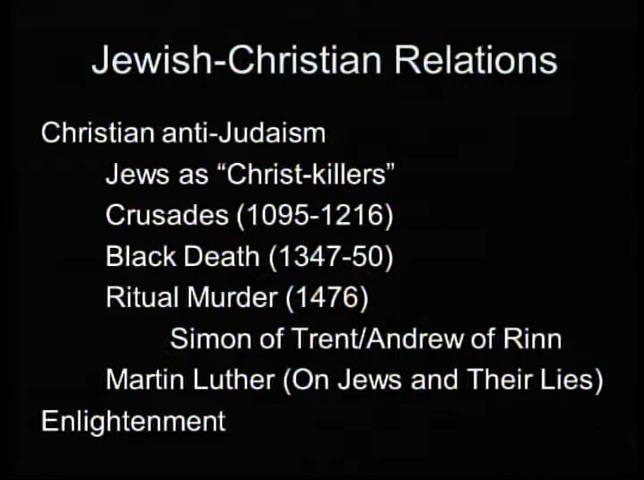 Jewish-Christian Relations
Christian anti-Judaism
Jews as “Christ-killers”
Crusades (1095-1216)
Black Death (1347-50)
Ritual Murder (1476)
Simon of Trent/Andrew of Rinn
Martin Luther (On Jews and Their Lies)
Enlightenment